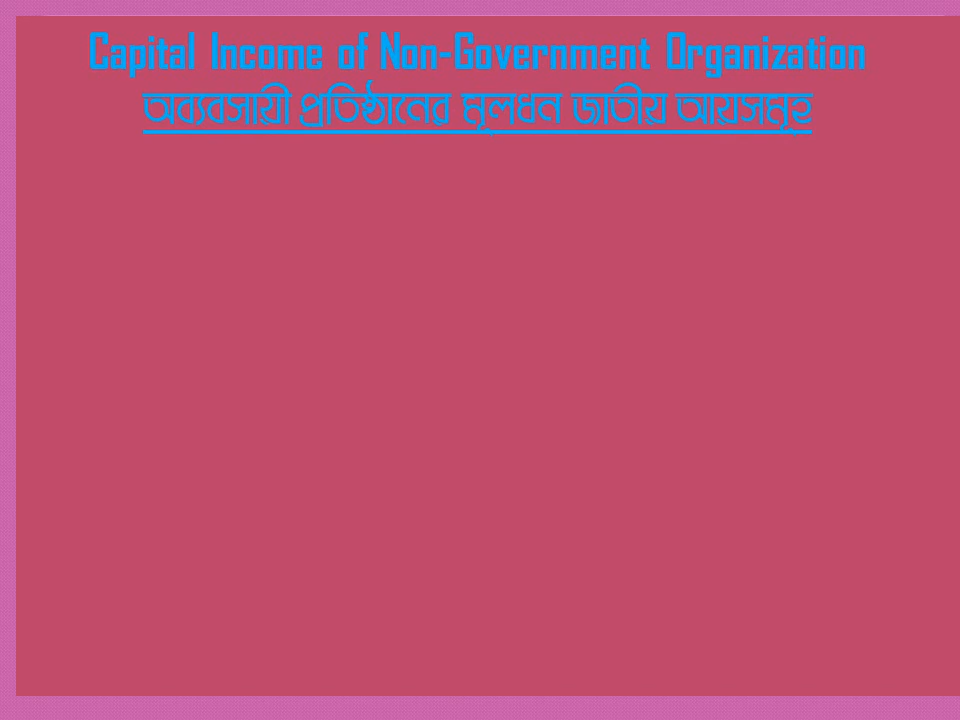 Capital Income of Non-Government Organization
অব্যবসায়ী প্রতিষ্ঠানের মূলধন জাতীয় আয়সমূহ